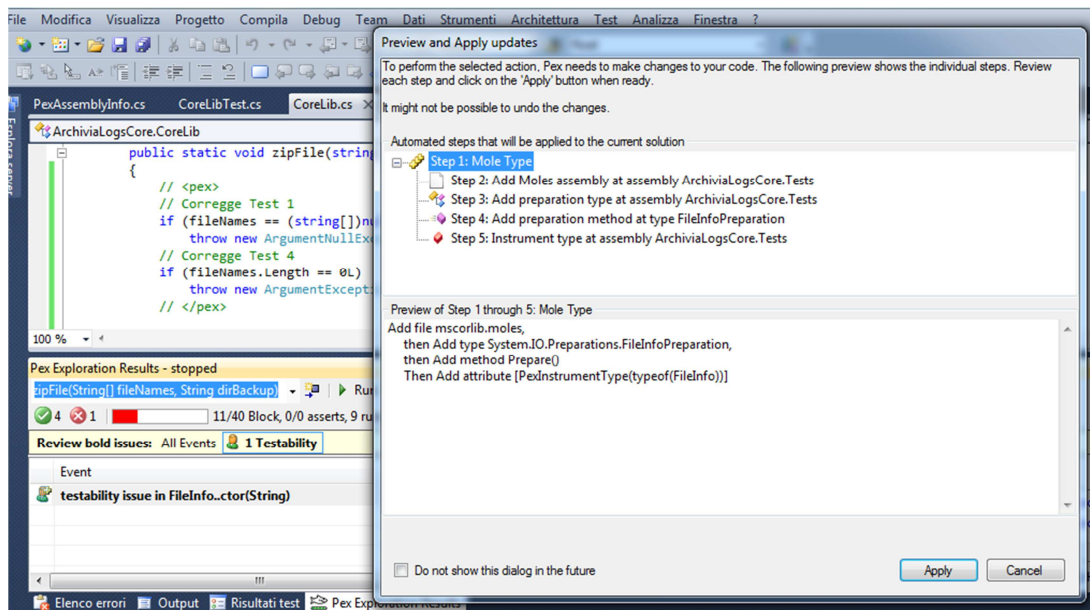 File Modifica Visualizza Progetto Compila Debug Team Dati Strumenti Architettura Test Analizza Finestra ?
Preview and Apply updates
To perfom the selected action, Pex needs to make changes to your code. The following preview shows the individual steps. Review
each step and click on the 'Apply' button when ready.
It might not be possible to undo the changes.
Automated steps that will be applied to the current solution
Step 1: Mole Type
Step 2: Add Moles assembly at assembly ArchiviaLogsCore.Tests
Step 3: Add preparation type at assembly ArchiviaLogsCore.Tests
Step 4: Add preparation method at type FileInfoPreparation
Step 5: Instrument type at assembly ArchiviaLogsCore.Tests
Preview of Step 1 through 5: Mole Type
Add file mscorlib.moles,
then Add type System.IO.Preparations.FileInfoPreparation,
then Add method Prepare()
Then Add attribute [PexInstrumentType(typeof(FileInfo))]
Do not show this dialog in the future
Apply
Cancel
PexAssemblyInfo.cs CoreLibTest.cs CoreLib.cs
Esplora server
ArchiviaLogsCore.CoreLib
public static void zipFile(string
{
// <pex>
// Corregge Test 1
if (fileNames == (string[])nu
throw new ArgumentNullExc
// Corregge Test 4
if (fileNames.Length == 0L)
throw new ArgumentExcepti
// </pex>
100 %
Pex Exploration Results - stopped
zipFile(String[] fileNames, String dirBackup)
Run
4 1 11/40 Block, 0/0 asserts, 9 ru
Review bold issues: All Events 1 Testability
Event
testability issue in FileInfo..ctor(String)
Elenco errori Output Risultati test Pex Exploration Results